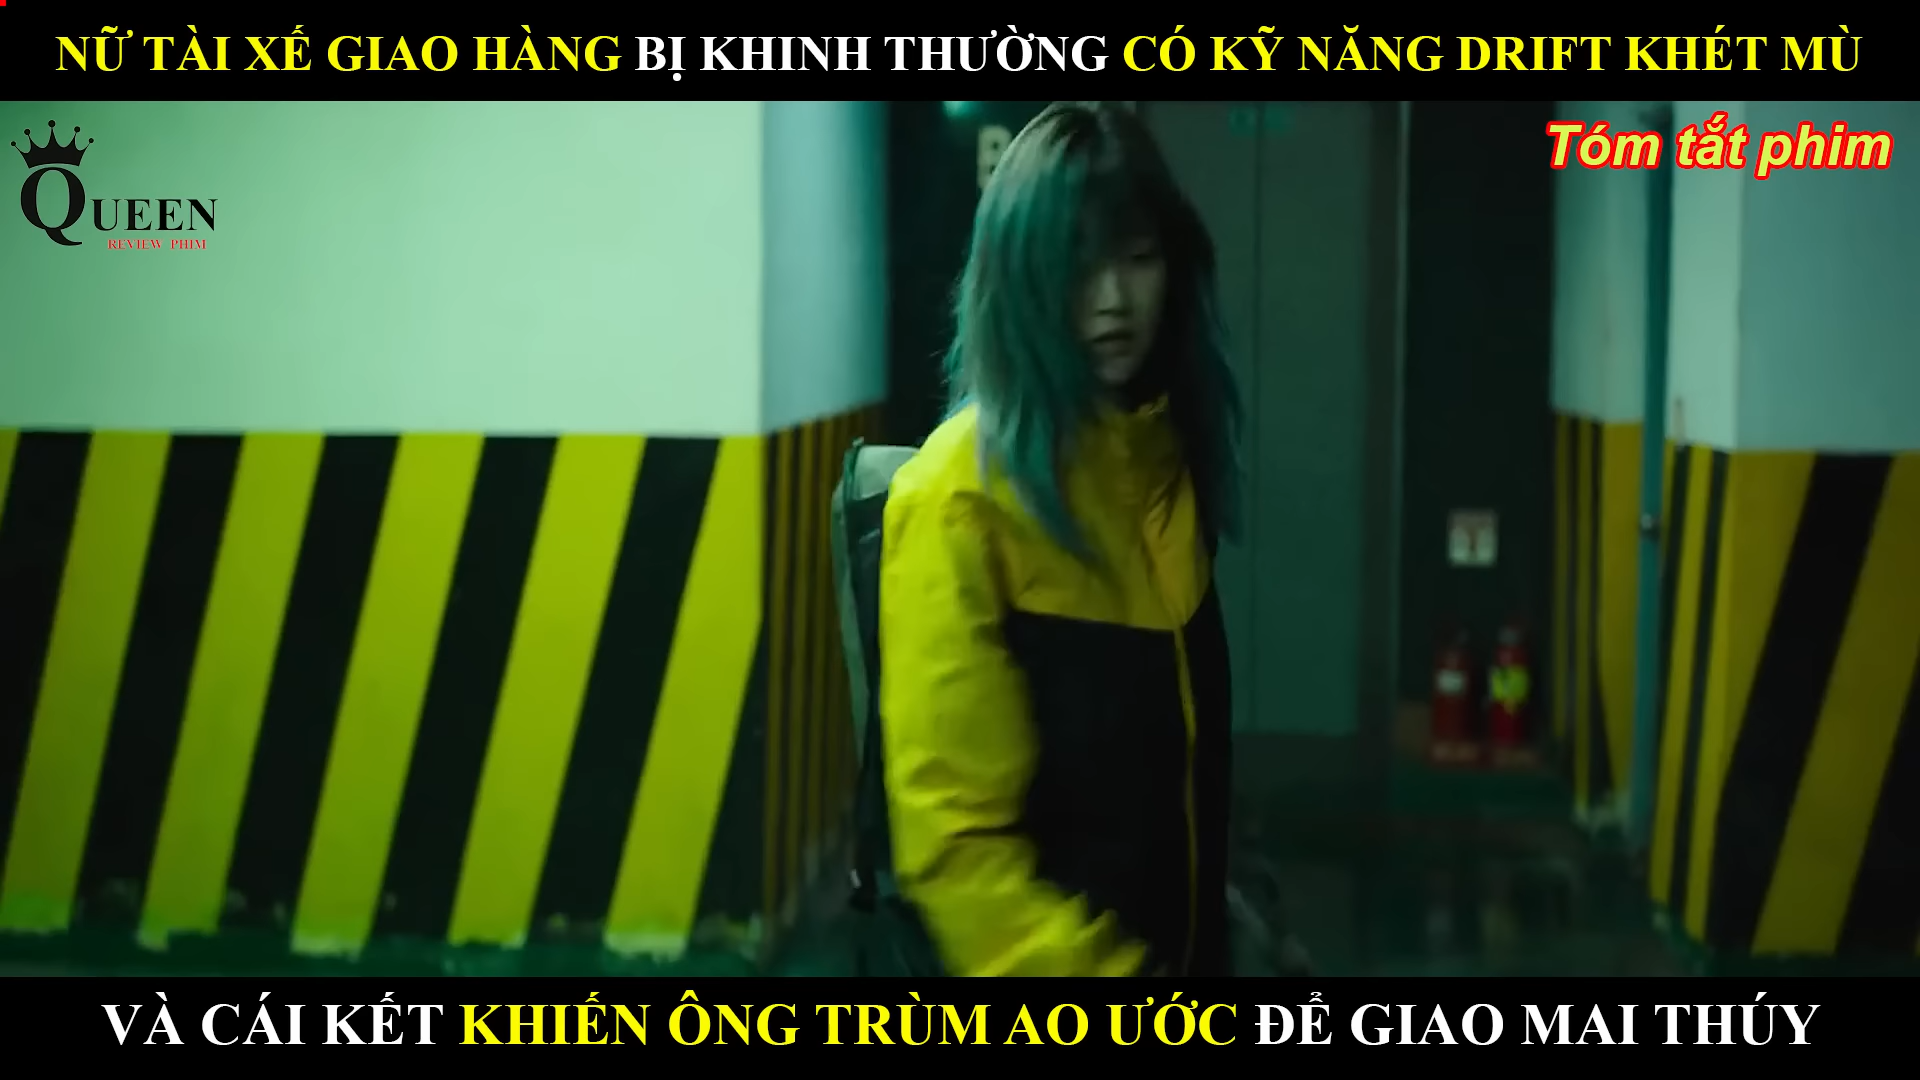 NỮ TÀI XẾ GIAO HÀNG BỊ KHINH THƯỜNG CÓ KỸ NĂNG DRIFT KHÉT MÙ
Tóm tắt phim
QUEEN
REVIEW PHIM
VÀ CÁI KẾT KHIẾN ÔNG TRÙM AO ƯỚC ĐỂ GIAO MAI THÚY